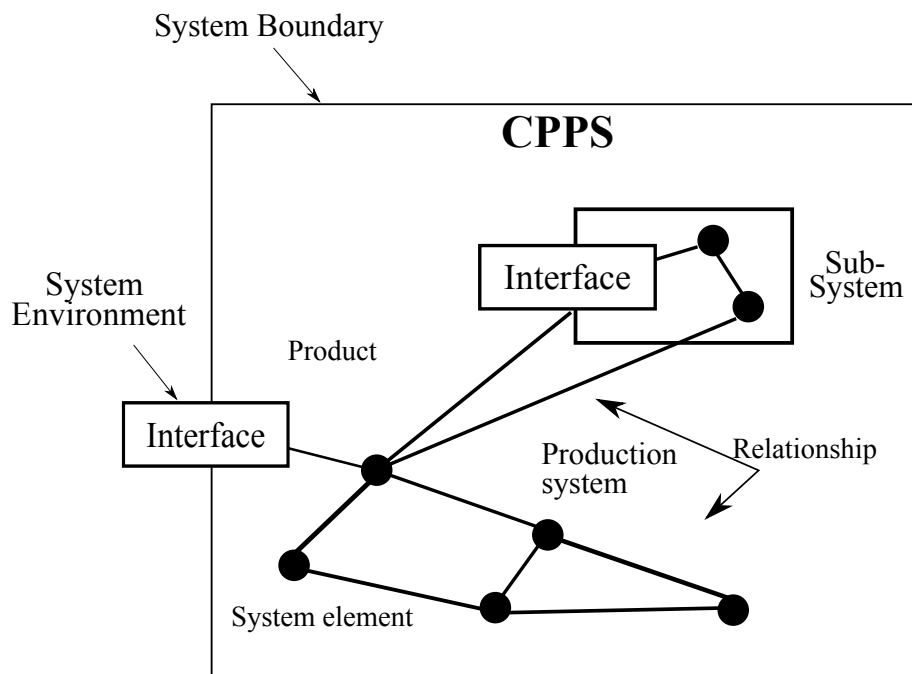 System Boundary
CPPS
Interface
Sub-
System
System
Environment
Product
Interface
Production
system
Relationship
System element